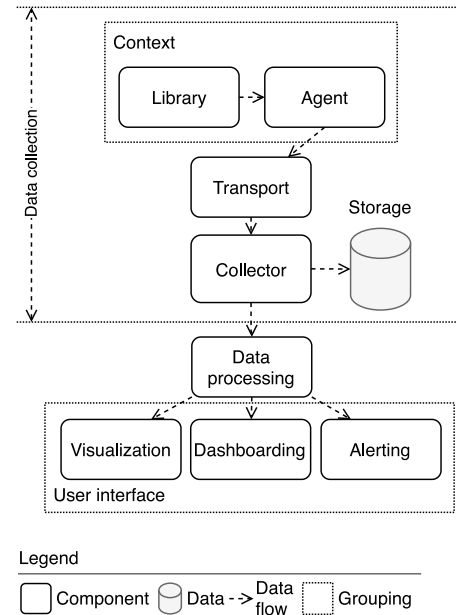 Context
Library
Agent
Data collection
Transport
Storage
Collector
Data
processing
Visualization
Dashboarding
Alerting
User interface
Legend
Component
Data
Data
flow
Grouping